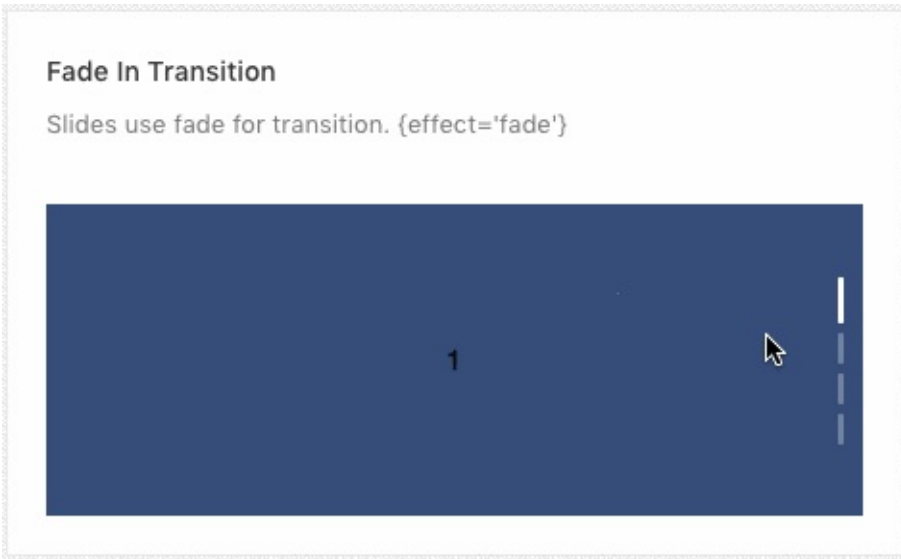 Fade In Transition
Slides use fade for transition. {effect='fade'}
1